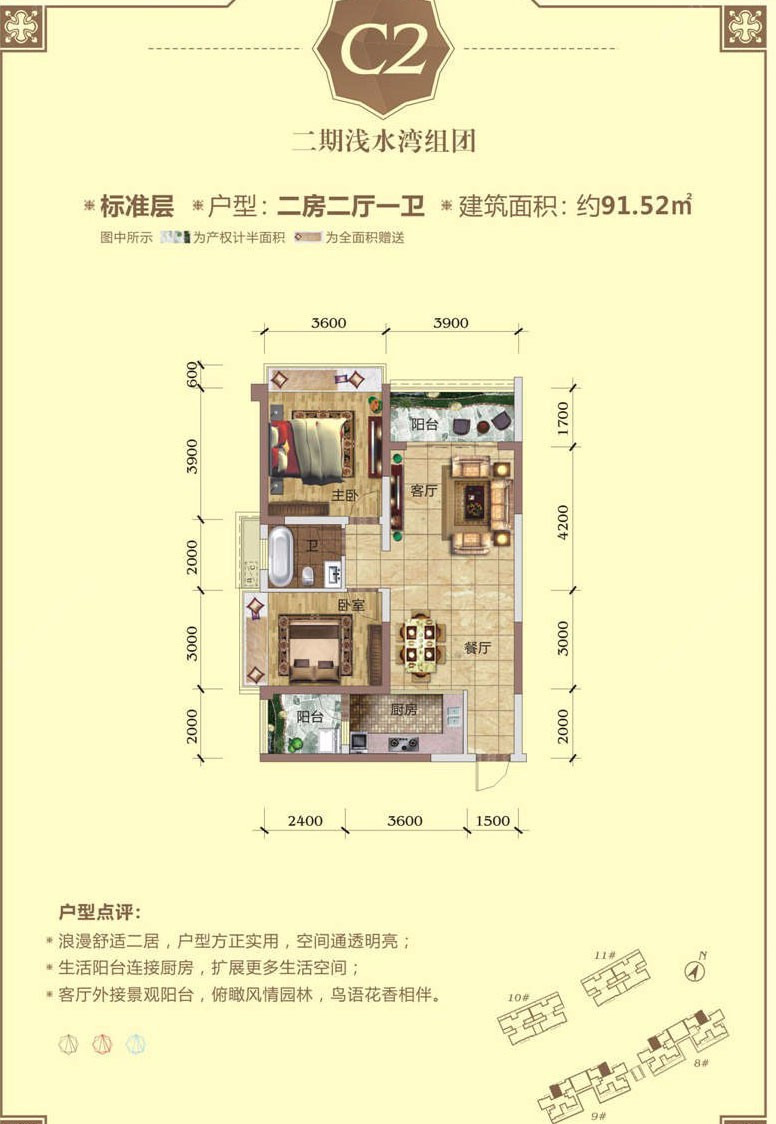 C2
二期浅水湾组团
※ 标准层 ※ 户型：二房二厅一卫 ※ 建筑面积：约91.52㎡
图中所示 为产权计半面积 为全面积赠送
3600 3900
600
3900
2000
3000
2000
1700
4200
3000
2000
阳台
主卧
客厅
卫
卧室
餐厅
阳台
厨房
2400 3600 1500
户型点评：
※ 浪漫舒适二居，户型方正实用，空间通透明亮；
※ 生活阳台连接厨房，扩展更多生活空间；
※ 客厅外接景观阳台，俯瞰风情园林，鸟语花香相伴。
11#
N
10#
8#
9#